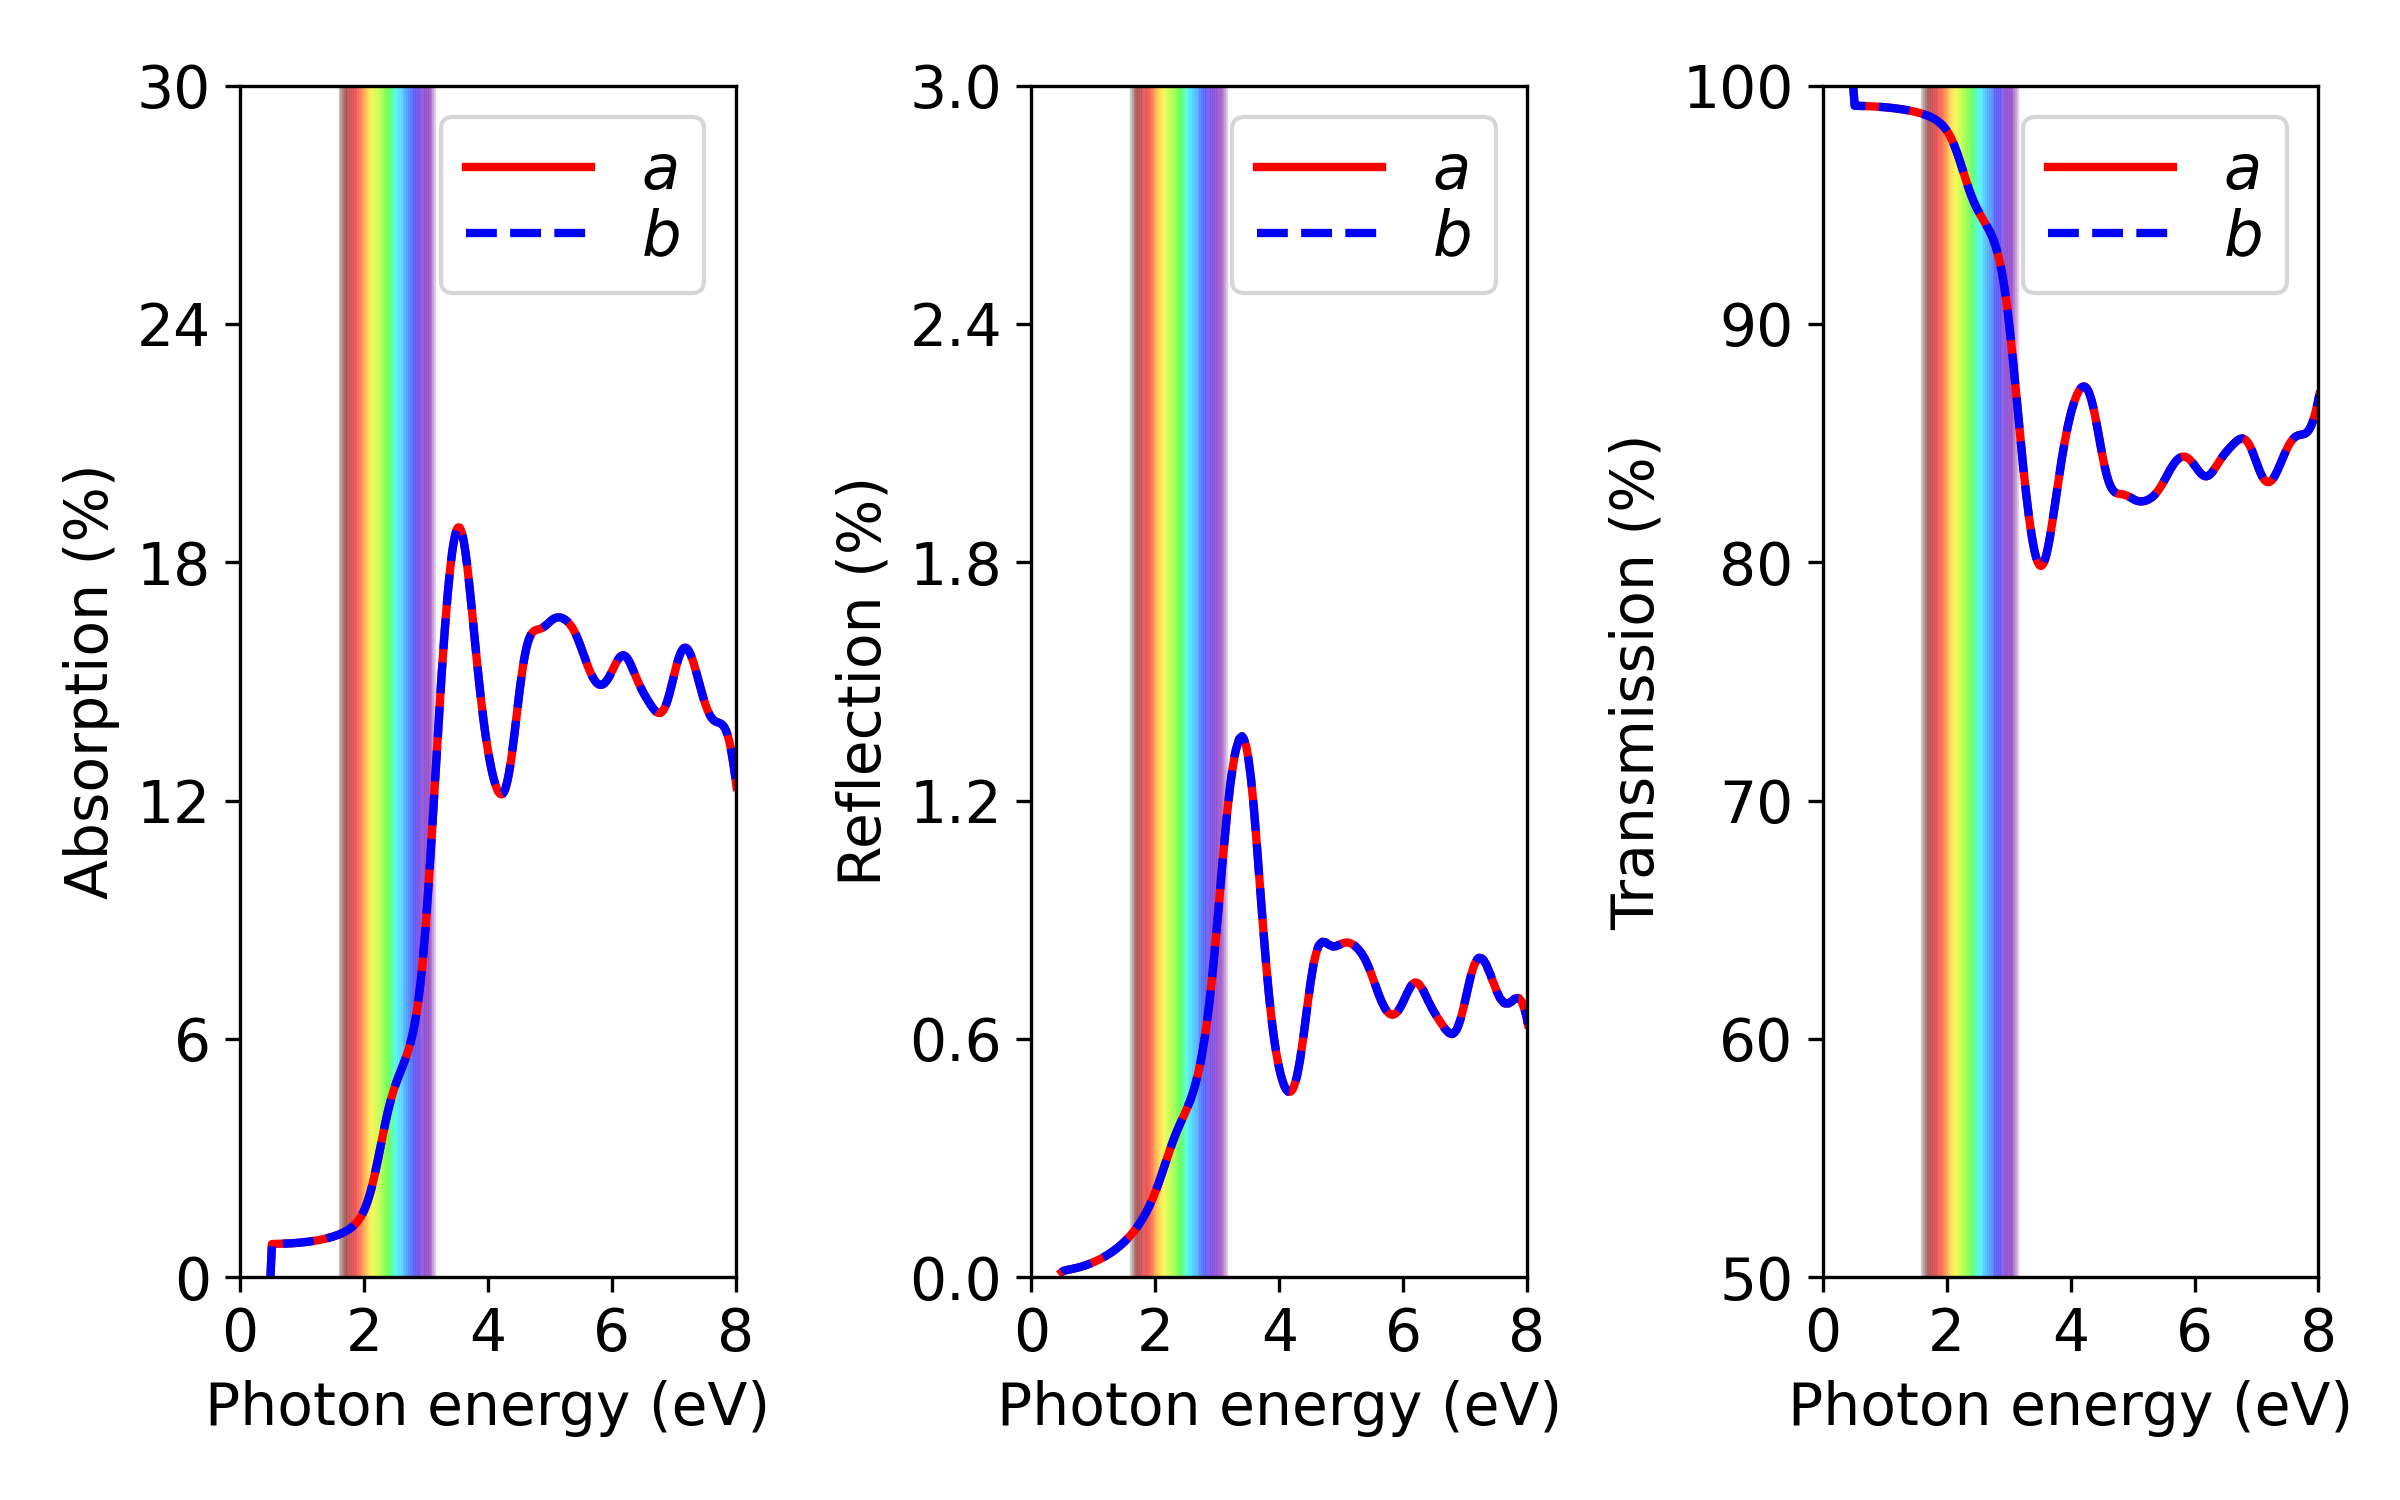 Absorption (%)
30
24
18
12
6
0
0 2 4 6 8
Photon energy (eV)
a
b
Reflection (%)
3.0
2.4
1.8
1.2
0.6
0.0
0 2 4 6 8
Photon energy (eV)
a
b
Transmission (%)
100
90
80
70
60
50
0 2 4 6 8
Photon energy (eV)
a
b